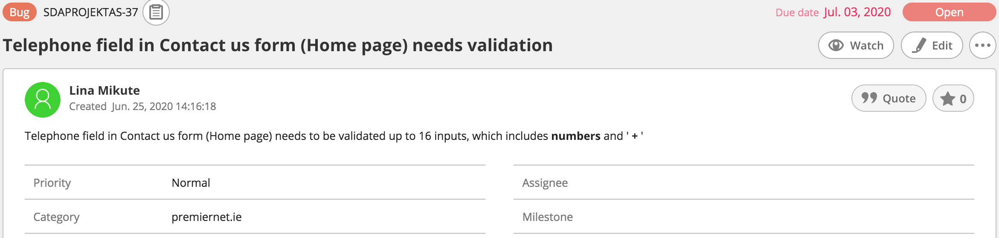 Bug SDAPROJEKTAS-37 Due date Jul. 03, 2020 Open
Telephone field in Contact us form (Home page) needs validation Watch Edit
Lina Mikute
Created Jun. 25, 2020 14:16:18 Quote 0
Telephone field in Contact us form (Home page) needs to be validated up to 16 inputs, which includes numbers and ' + '
Priority Normal Assignee
Category premiernet.ie Milestone